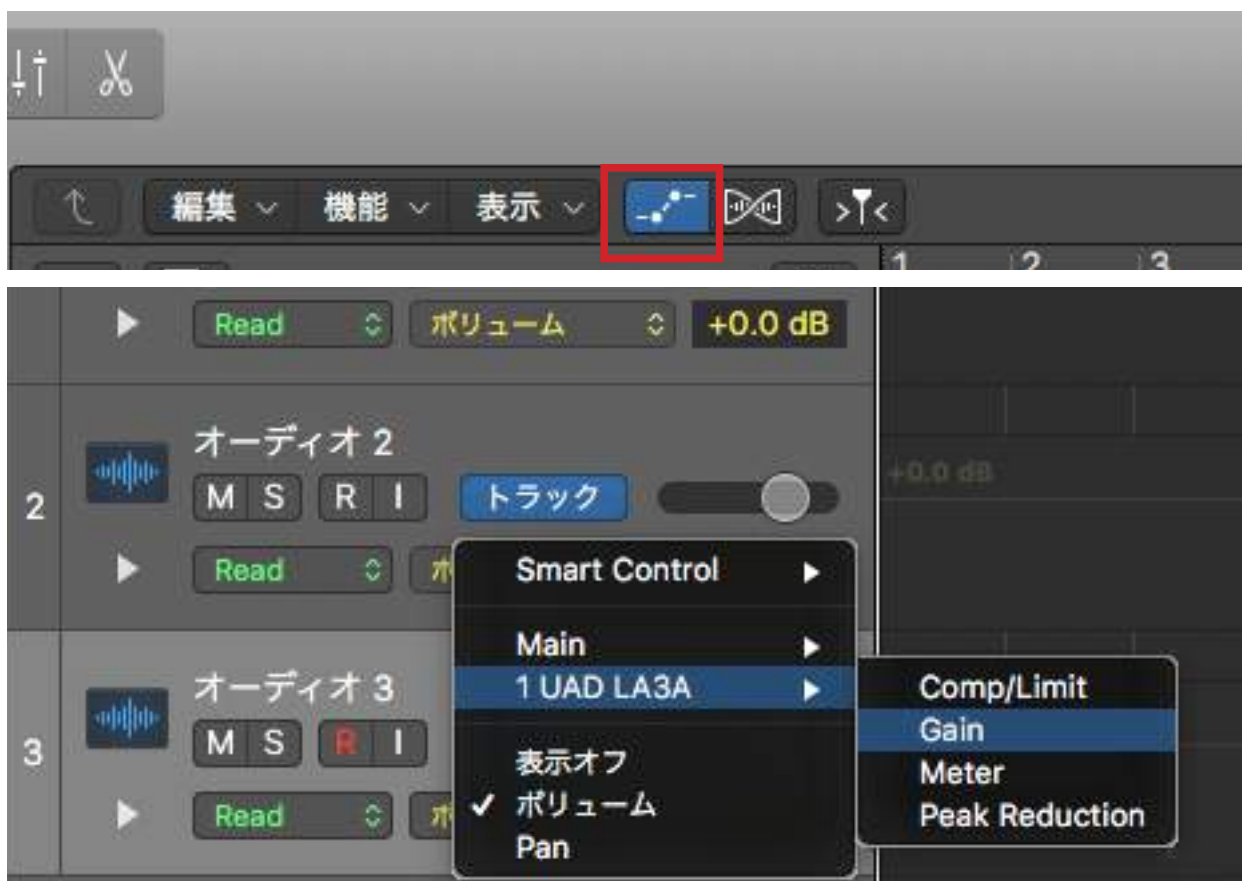 編集 機能 表示
1 2 3
Read ボリューム +0.0 dB
オーディオ 2
2 M S R I トラック
+0.0 dB
Read ボ
Smart Control
Main
1 UAD LA3A
表示オフ
✓ ボリューム
Pan
Comp/Limit
Gain
Meter
Peak Reduction
オーディオ 3
3 M S R I
Read ボ